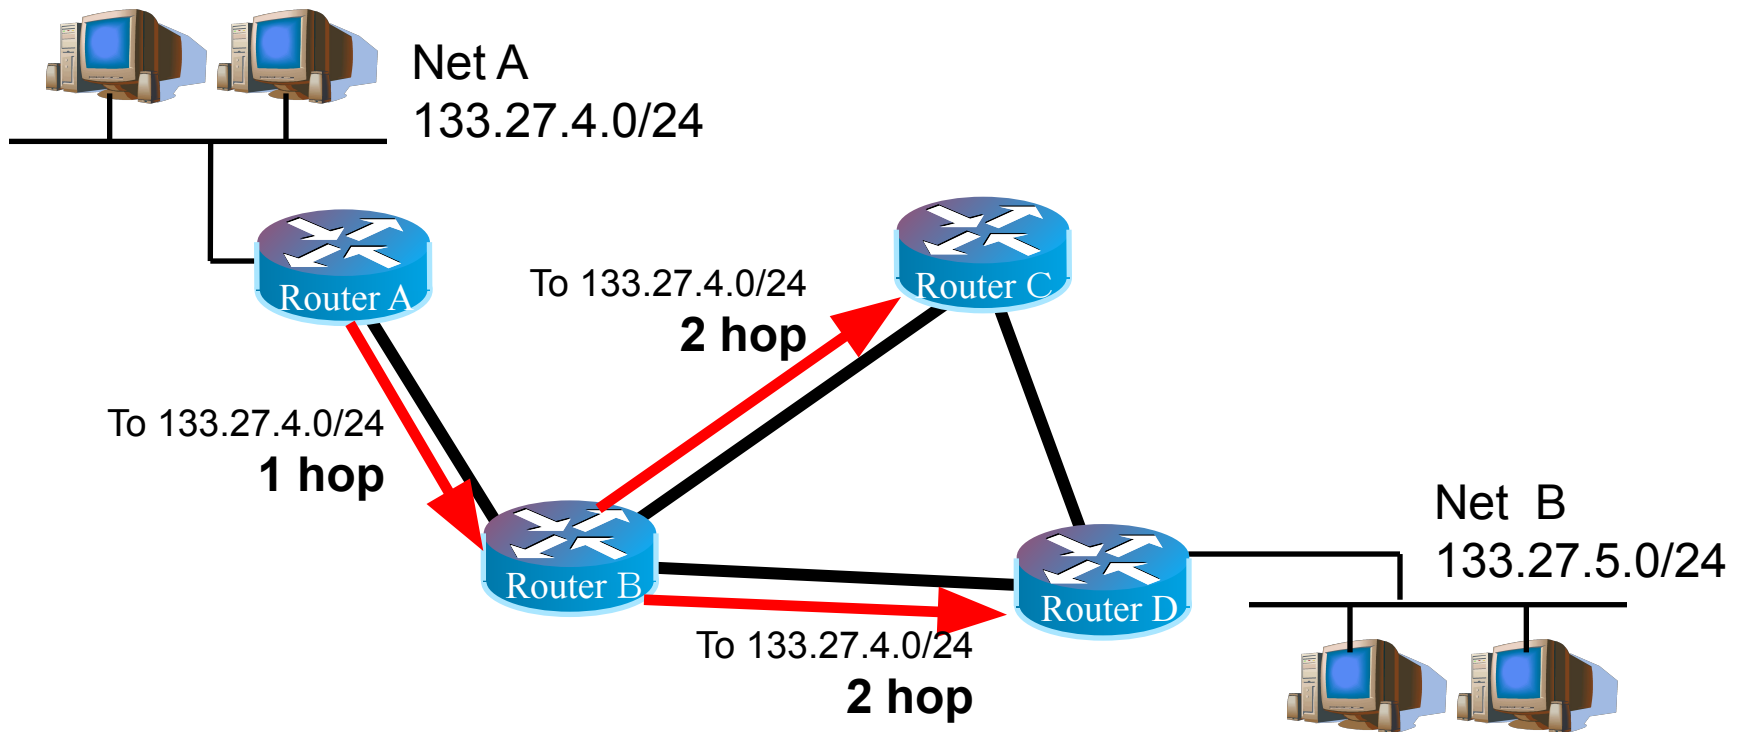 Net A
133.27.4.0/24
Router A
Router C
To 133.27.4.0/24
2 hop
To 133.27.4.0/24
1 hop
Net B
133.27.5.0/24
Router B
Router D
To 133.27.4.0/24
2 hop